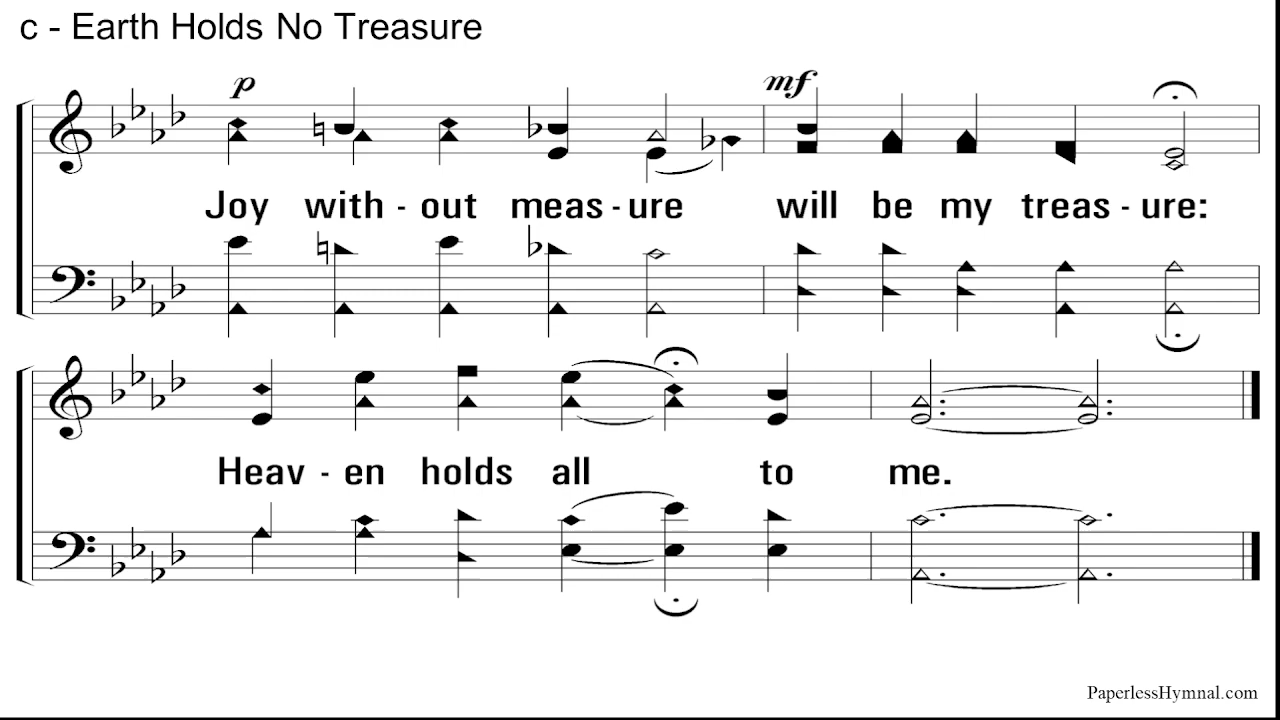 c - Earth Holds No Treasure
p mf
Joy with - out meas - ure will be my treas - ure:
Heav - en holds all to me.
PaperlessHymnal.com